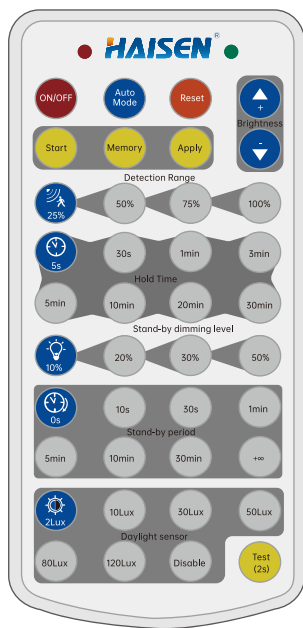 HAISEN®
ON/OFF
Auto
Mode
Reset
+
Brightness
-
Start
Memory
Apply
Detection Range
25%
50%
75%
100%
5s
30s
1min
3min
Hold Time
5min
10min
20min
30min
Stand-by dimming level
10%
20%
30%
50%
0s
10s
30s
1min
Stand-by period
5min
10min
30min
+∞
2Lux
10Lux
30Lux
50Lux
Daylight sensor
80Lux
120Lux
Disable
Test
(2s)